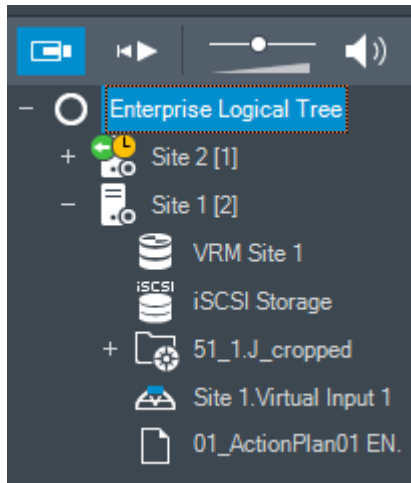 Enterprise Logical Tree
Site 2 [1]
Site 1 [2]
VRM Site 1
iSCSI
iSCSI Storage
51_1.J_cropped
Site 1.Virtual Input 1
01_ActionPlan01 EN.